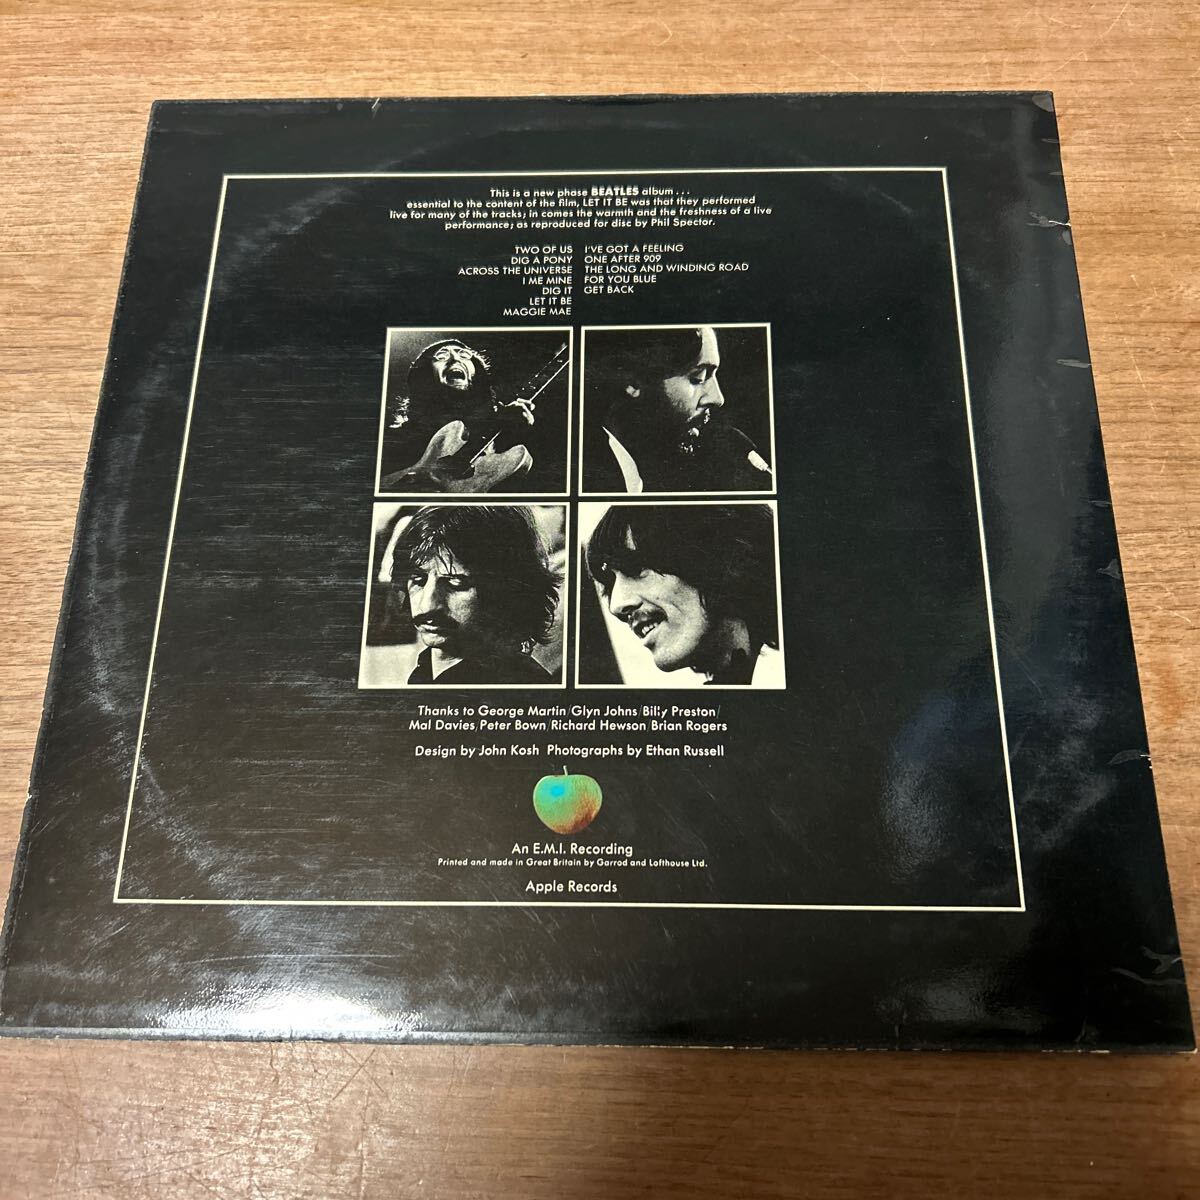 This is a new phase BEATLES album . . .
essential to the content of the film, LET IT BE was that they performed
live for many of the tracks; in comes the warmth and the freshness of a live
performance; as reproduced for disc by Phil Spector.
TWO OF US
DIG A PONY
ACROSS THE UNIVERSE
I ME MINE
DIG IT
LET IT BE
MAGGIE MAE
I'VE GOT A FEELING
ONE AFTER 909
THE LONG AND WINDING ROAD
FOR YOU BLUE
GET BACK
Thanks to George Martin/Glyn Johns/Billy Preston/
Mal Davies/Peter Bown/Richard Hewson/Brian Rogers
Design by John Kosh Photographs by Ethan Russell
An E.M.I. Recording
Printed and made in Great Britain by Garrod and Lofthouse Ltd.
Apple Records